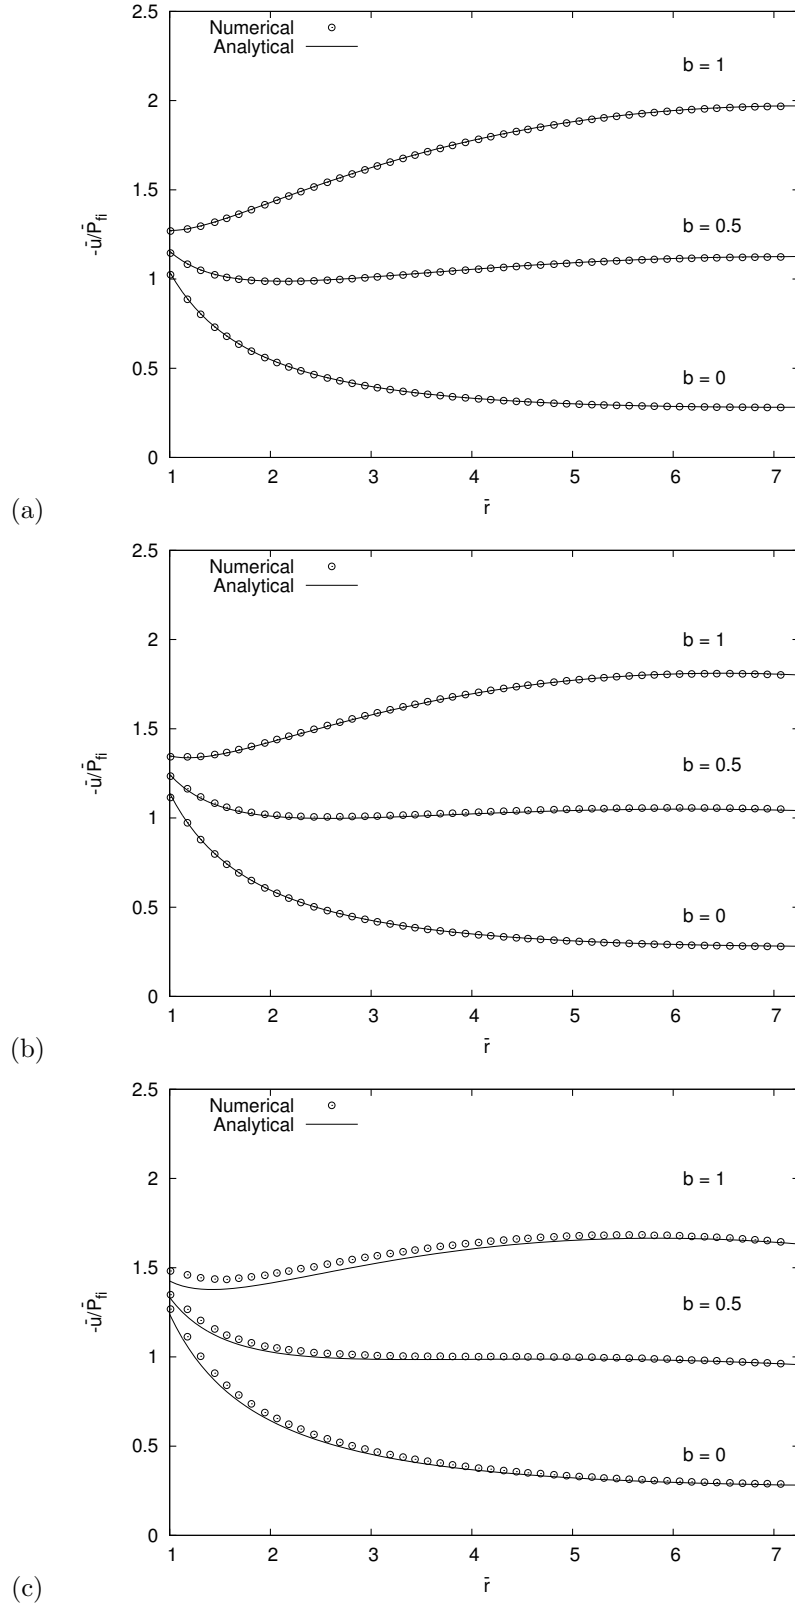 2.5
Numerical
Analytical
b = 1
2
1.5
-ū/P̄fi
b = 0.5
1
0.5
b = 0
0
1 2 3 4 5 6 7
(a)
r̄
2.5
Numerical
Analytical
2
b = 1
1.5
-ū/P̄fi
b = 0.5
1
0.5
b = 0
0
1 2 3 4 5 6 7
(b)
r̄
2.5
Numerical
Analytical
2
b = 1
1.5
-ū/P̄fi
b = 0.5
1
0.5
b = 0
0
1 2 3 4 5 6 7
(c)
r̄